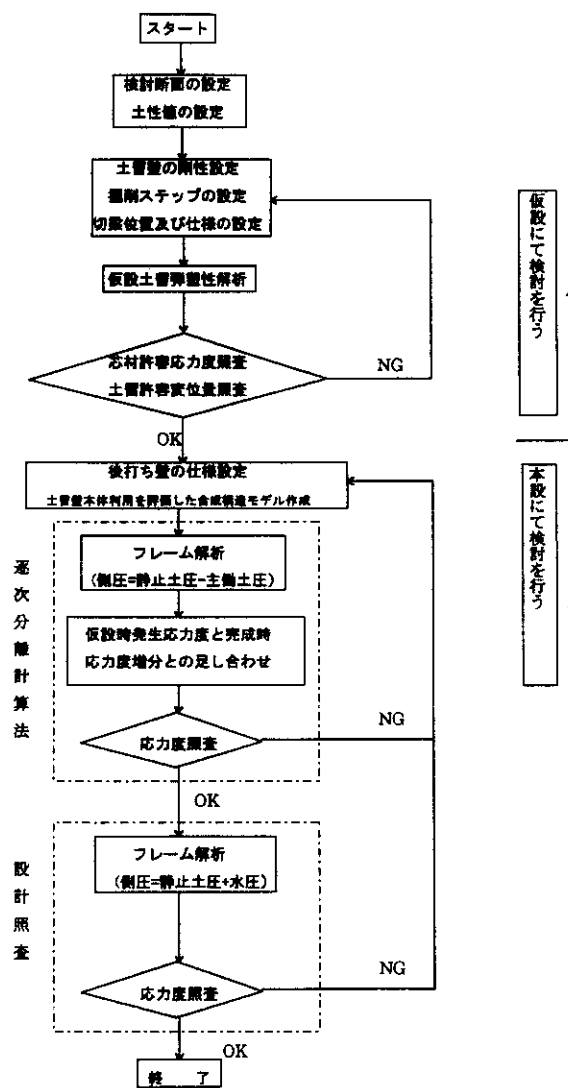 スタート
検討断面の設定
土性値の設定
土留壁の剛性設定
掘削ステップの設定
切梁位置及び仕様の設定
仮設土留弾塑性解析
芯材許容応力度照査
土留許容変位量照査
NG
OK
仮設にて検討を行う
後打ち壁の仕様設定
土留壁本体利用を評価した合成構造モデル作成
本設にて検討を行う
逐次分離計算法
フレーム解析
(側圧=静止土圧-主働土圧)
仮設時発生応力度と完成時
応力度増分との足し合わせ
応力度照査
NG
OK
設計照査
フレーム解析
(側圧=静止土圧+水圧)
応力度照査
NG
OK
終 了